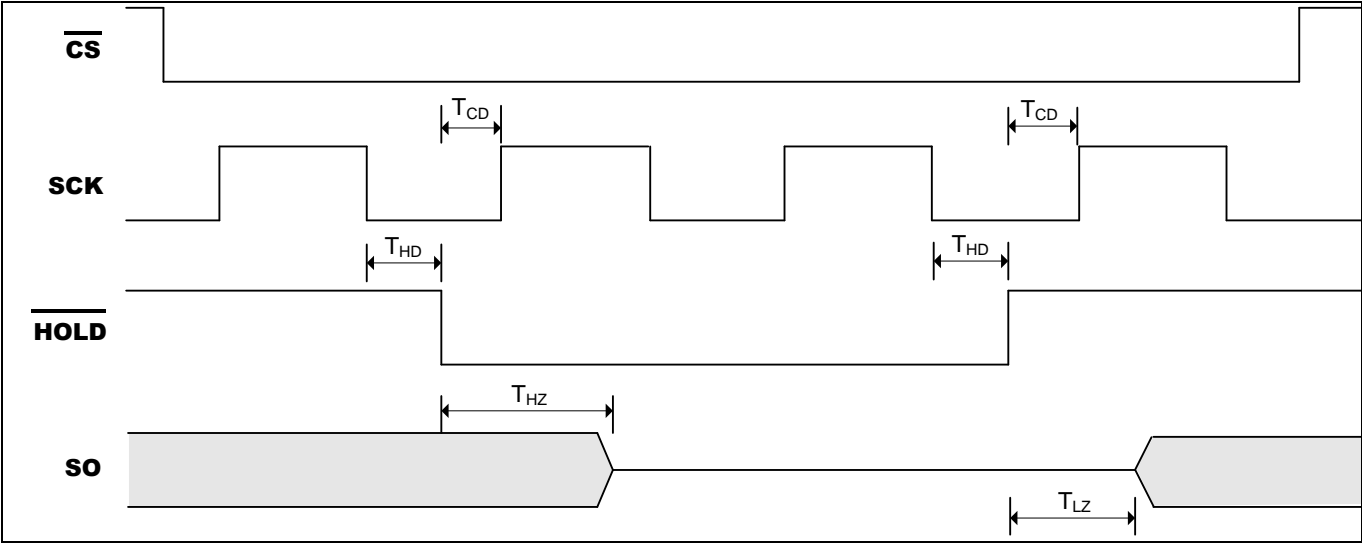 CS
T_CD T_CD
SCK
T_HD T_HD
HOLD
T_HZ
SO
T_LZ